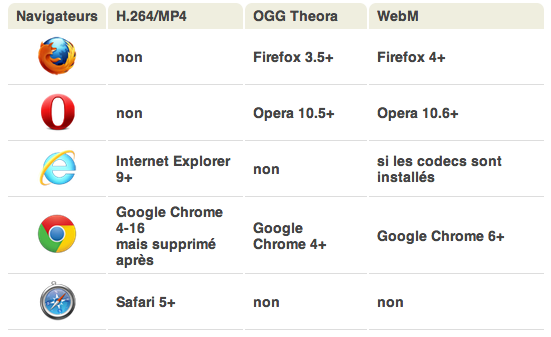 Navigateurs H.264/MP4 OGG Theora WebM
non Firefox 3.5+ Firefox 4+
non Opera 10.5+ Opera 10.6+
Internet Explorer
9+
non
si les codecs sont
installés
Google Chrome
4-16
mais supprimé
après
Google
Chrome 4+
Google Chrome 6+
Safari 5+ non non